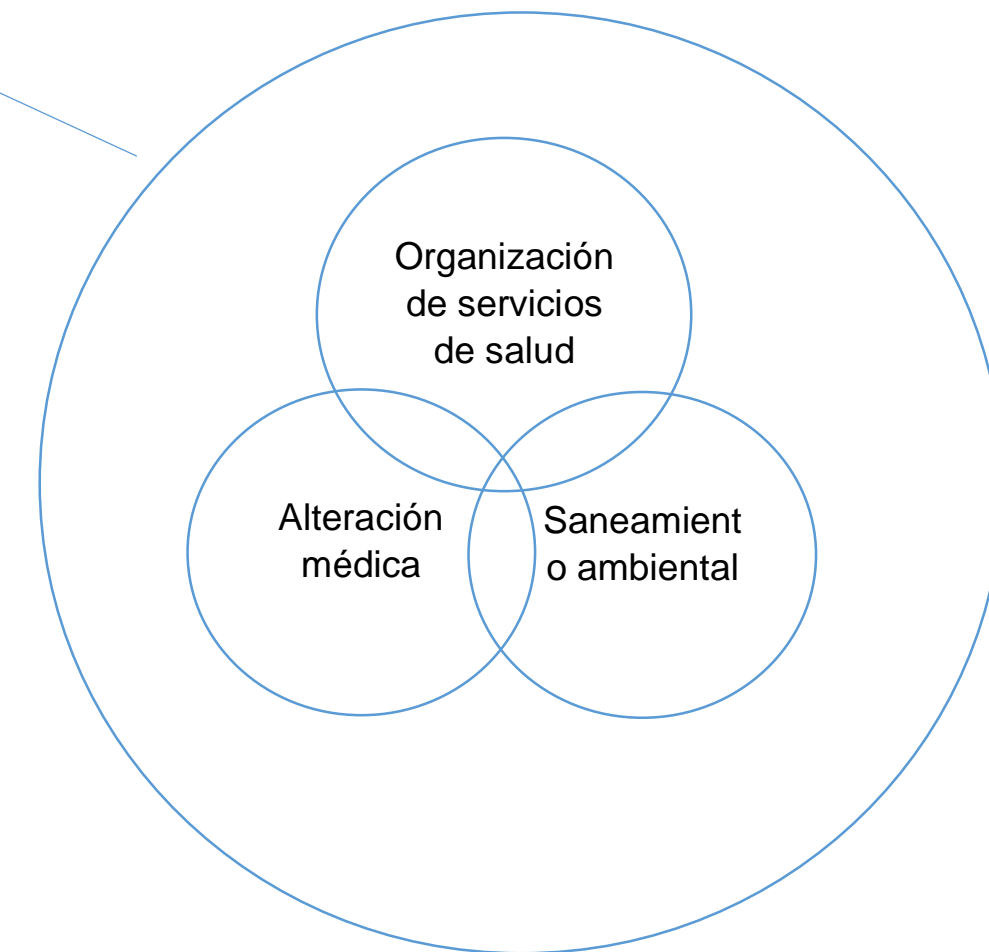 Organización
de servicios
de salud
Alteración
médica
Saneamient
o ambiental